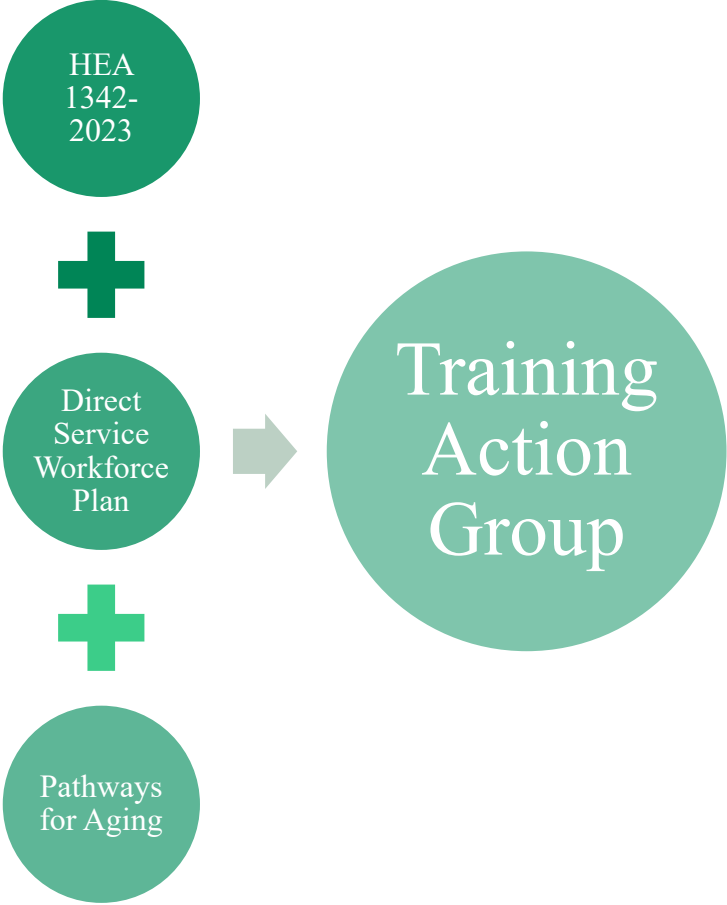 HEA
1342-
2023
Direct
Service
Workforce
Plan
Pathways
for Aging
Training
Action
Group